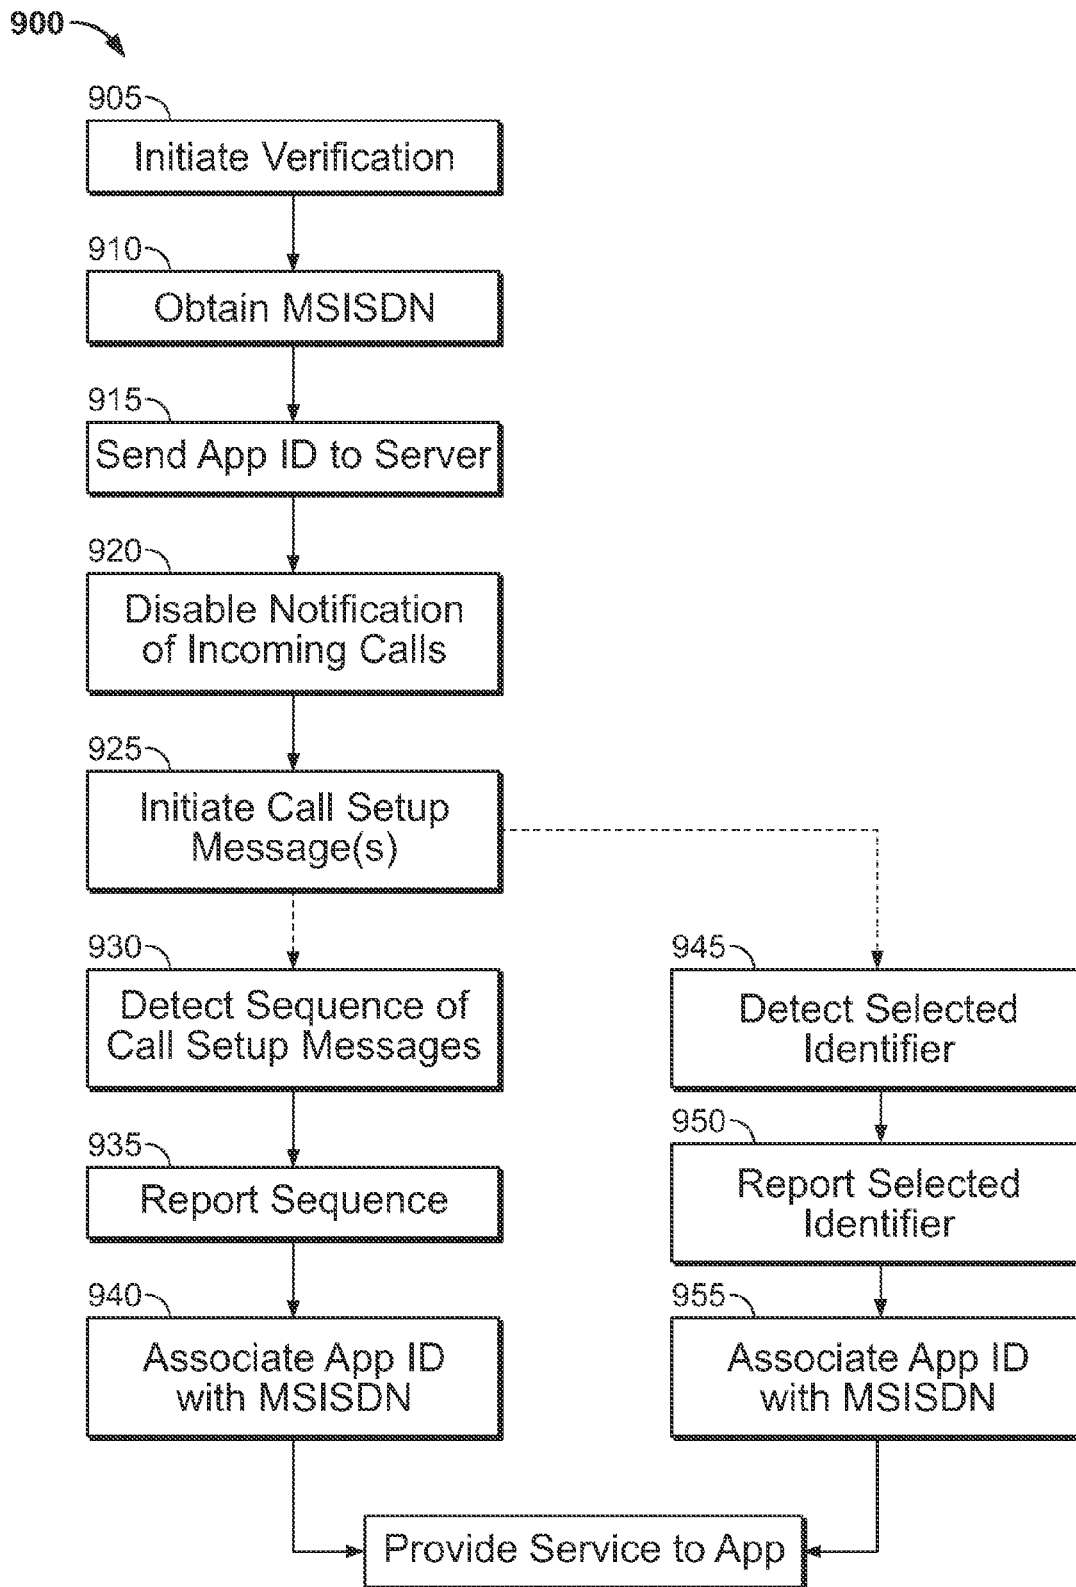 900
905
Initiate Verification
910
Obtain MSISDN
915
Send App ID to Server
920
Disable Notification
of Incoming Calls
925
Initiate Call Setup
Message(s)
930
Detect Sequence of
Call Setup Messages
935
Report Sequence
940
Associate App ID
with MSISDN
945
Detect Selected
Identifier
950
Report Selected
Identifier
955
Associate App ID
with MSISDN
Provide Service to App